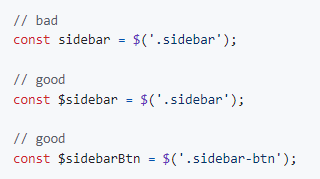 // bad
const sidebar = $('.sidebar');
// good
const $sidebar = $('.sidebar');
// good
const $sidebarBtn = $('.sidebar-btn');